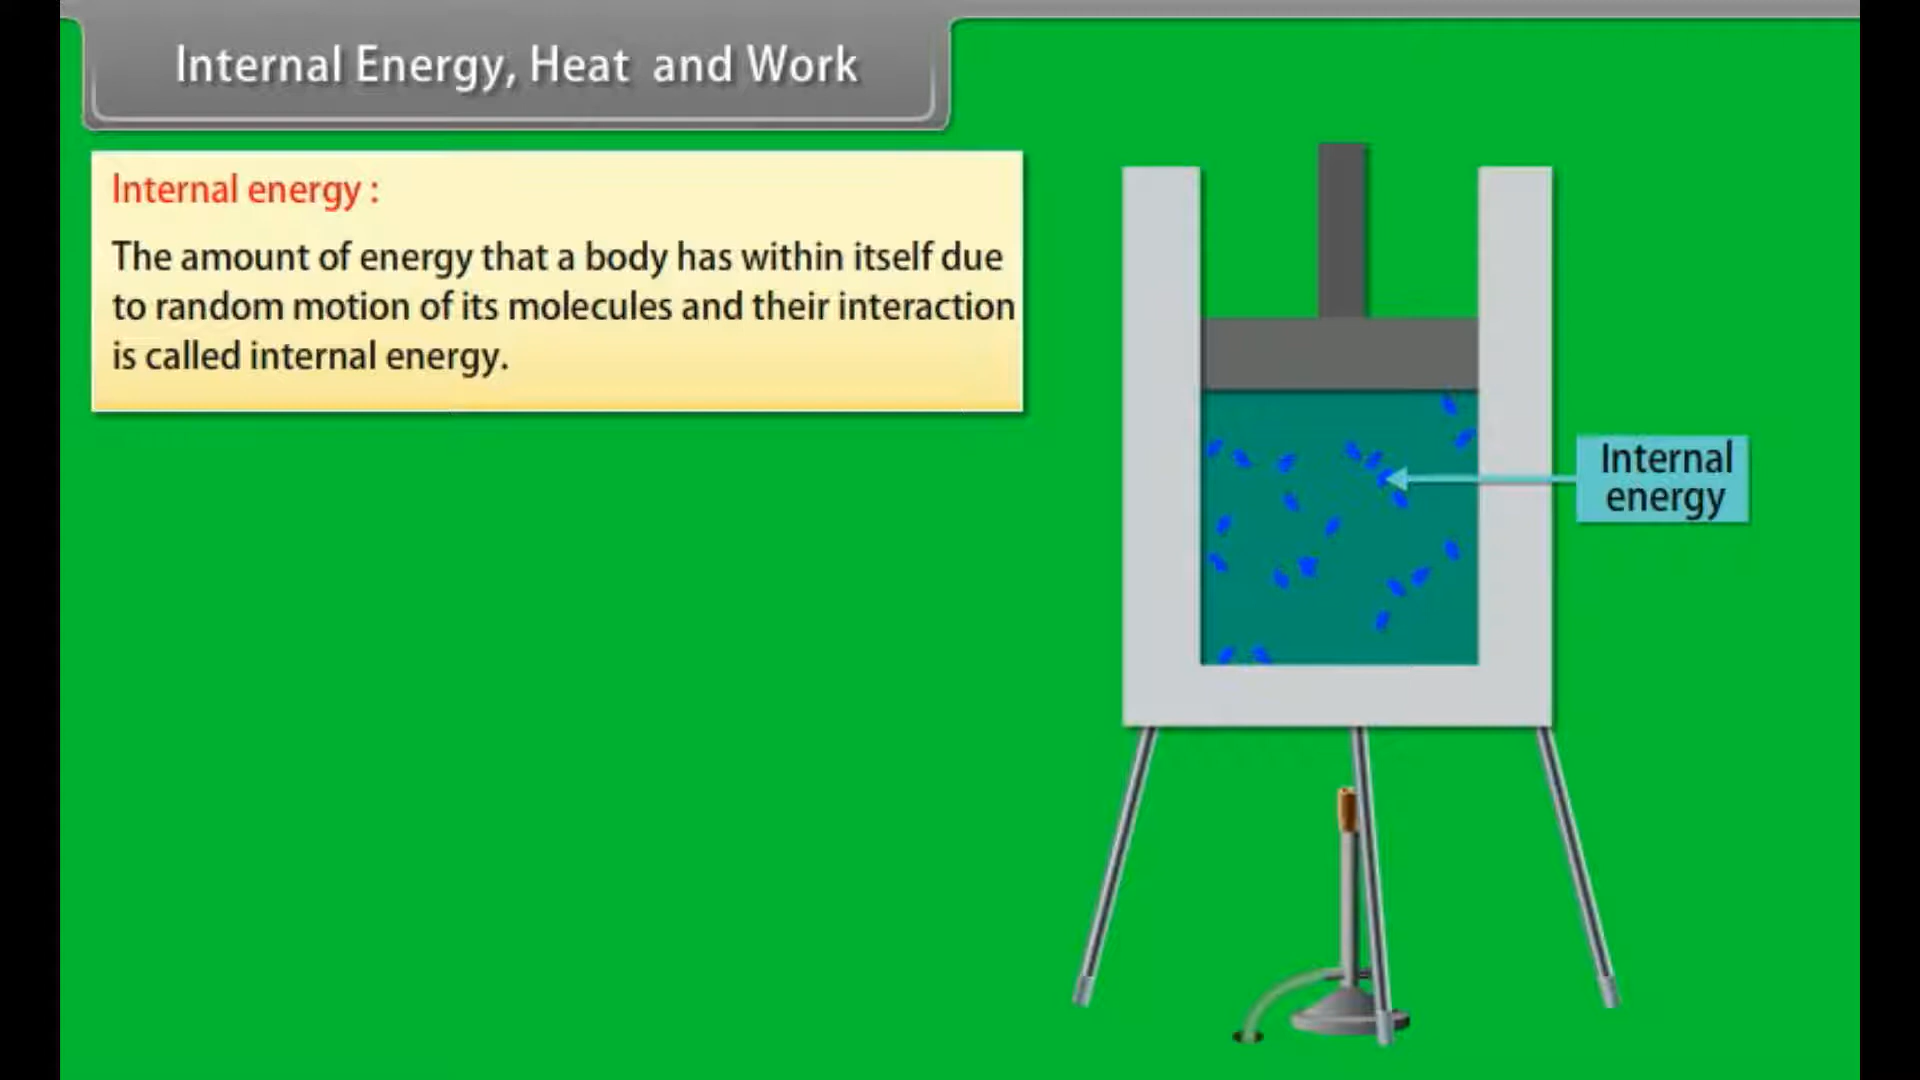 Internal Energy, Heat and Work
Internal energy :
The amount of energy that a body has within itself due
to random motion of its molecules and their interaction
is called internal energy.
Internal
energy